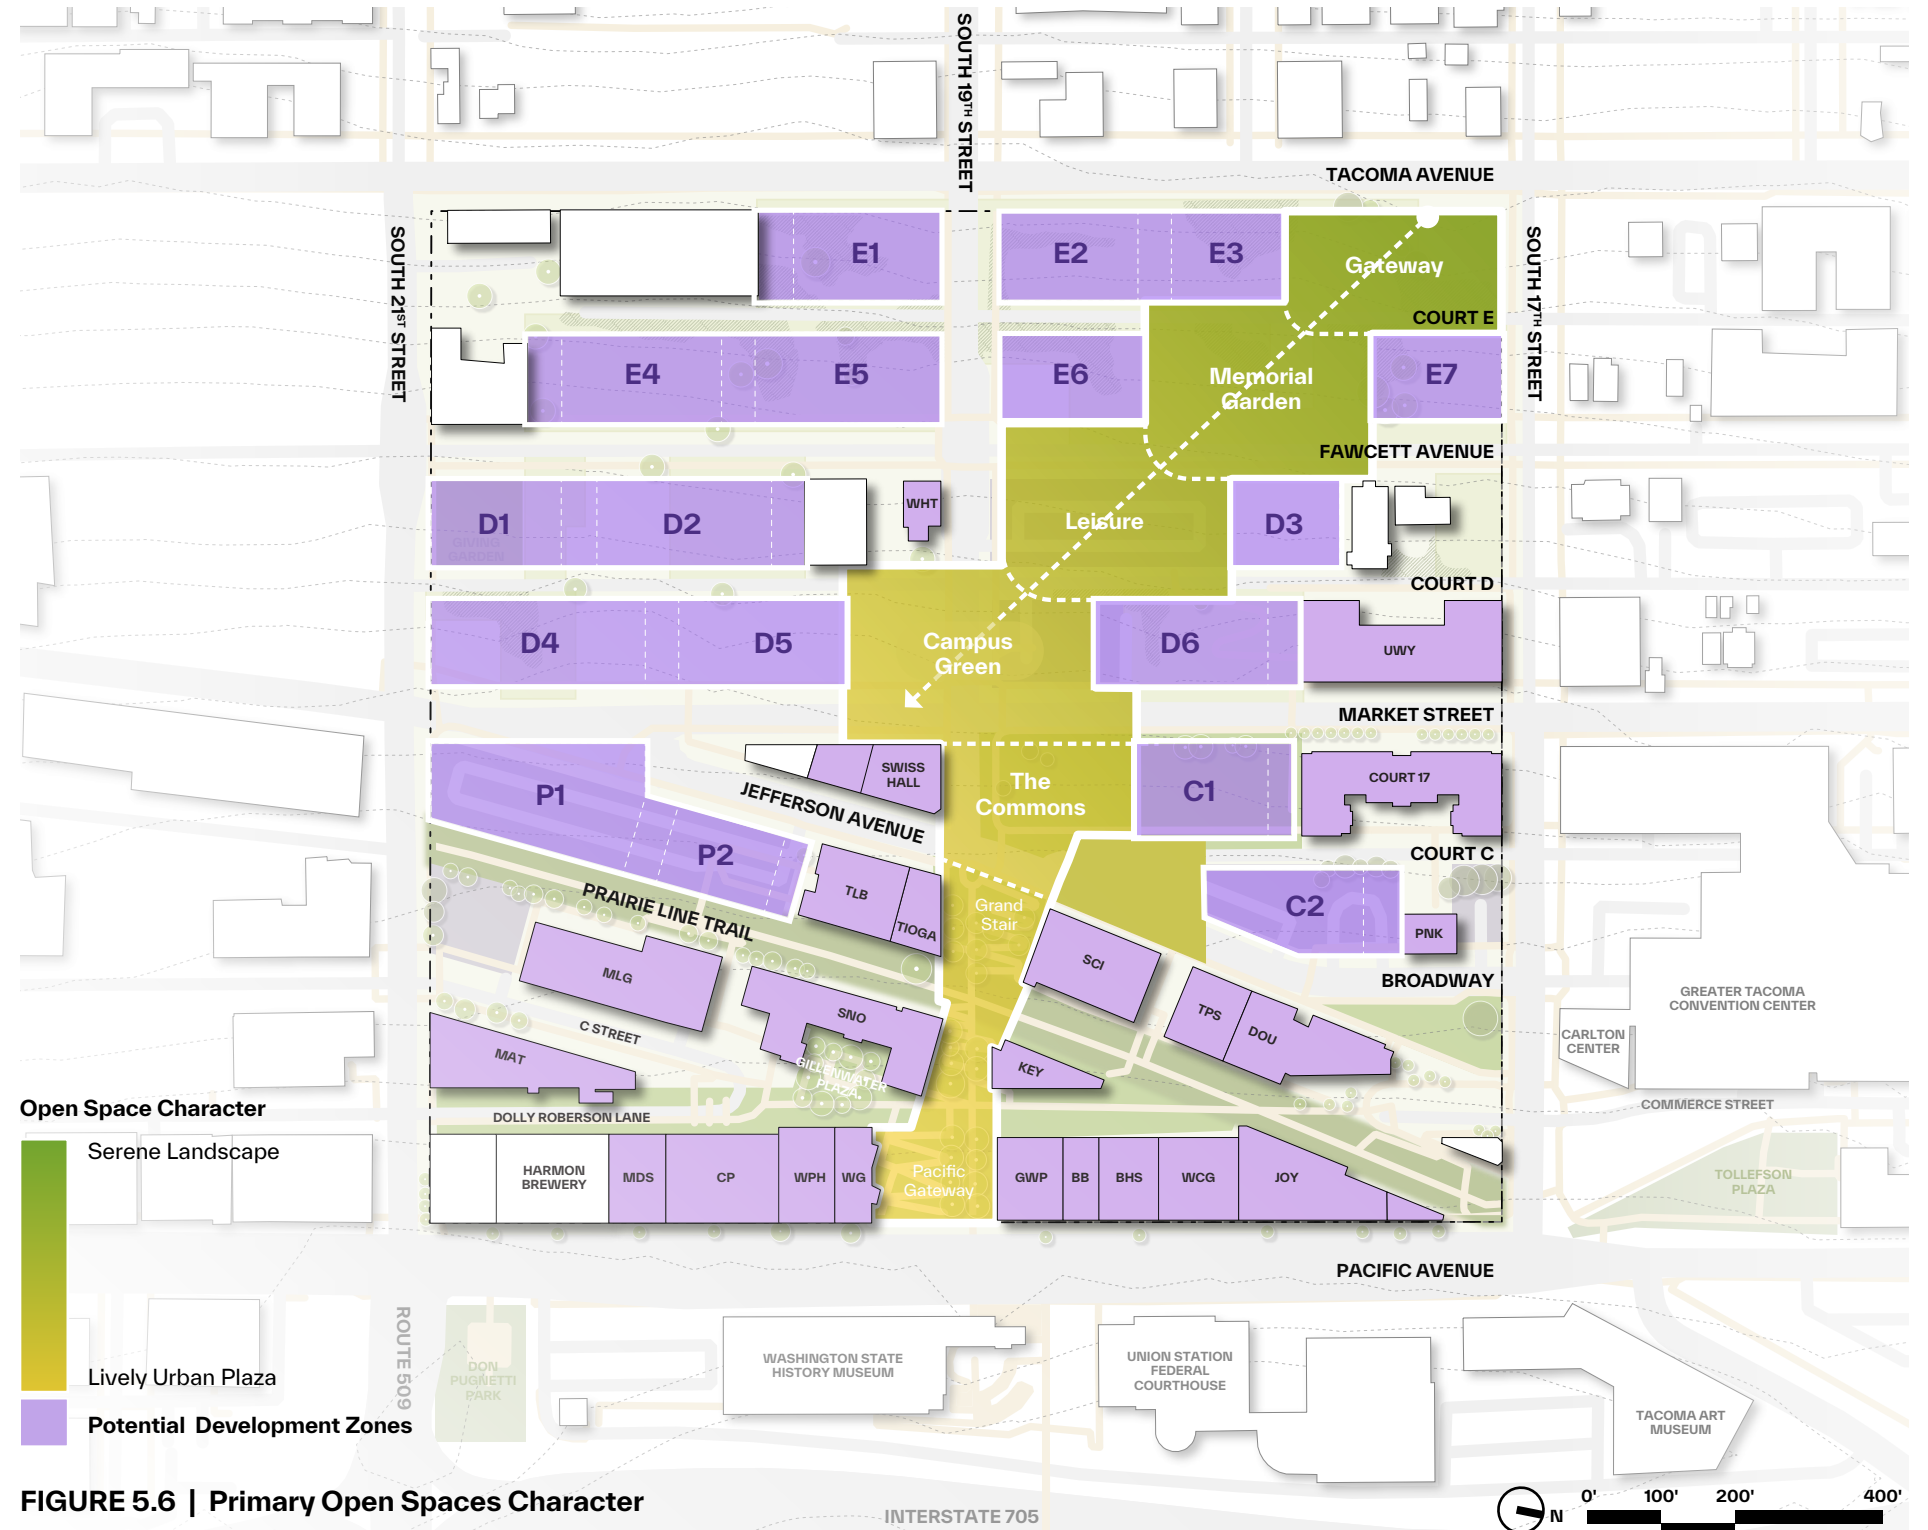 SOUTH 19TH STREET
TACOMA AVENUE
SOUTH 21ST STREET
SOUTH 17TH STREET
E1
E2
E3
Gateway
COURT E
E4
E5
E6
Memorial
Garden
E7
FAWCETT AVENUE
D1
GIVING
GARDEN
D2
WHT
Leisure
D3
COURT D
D4
D5
Campus
Green
D6
UWY
MARKET STREET
P1
SWISS
HALL
JEFFERSON AVENUE
The
Commons
C1
COURT 17
COURT C
P2
TLB
TIOGA
PRAIRIE LINE TRAIL
Grand
Stair
C2
PNK
BROADWAY
MLG
SCI
SNO
C STREET
TPS
DOU
GREATER TACOMA
CONVENTION CENTER
CARLTON
CENTER
MAT
GILLENWATER
PLAZA
KEY
DOLLY ROBERSON LANE
COMMERCE STREET
HARMON
BREWERY
MDS
CP
WPH
WG
Pacific
Gateway
GWP
BB
BHS
WCG
JOY
TOLLEFSON
PLAZA
PACIFIC AVENUE
Open Space Character
Serene Landscape
Lively Urban Plaza
Potential Development Zones
ROUTE 509
DON
PUGNETTI
PARK
WASHINGTON STATE
HISTORY MUSEUM
UNION STATION
FEDERAL
COURTHOUSE
TACOMA ART
MUSEUM
FIGURE 5.6 | Primary Open Spaces Character
INTERSTATE 705
N
0' 100' 200' 400'